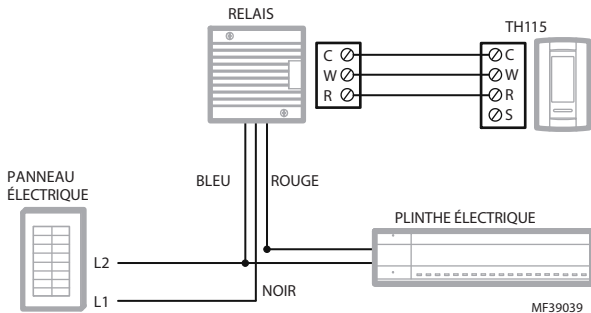 RELAIS
TH115
C
W
R
C
W
R
S
PANNEAU
ÉLECTRIQUE
BLEU
ROUGE
PLINTHE ÉLECTRIQUE
L2
NOIR
L1
MF39039